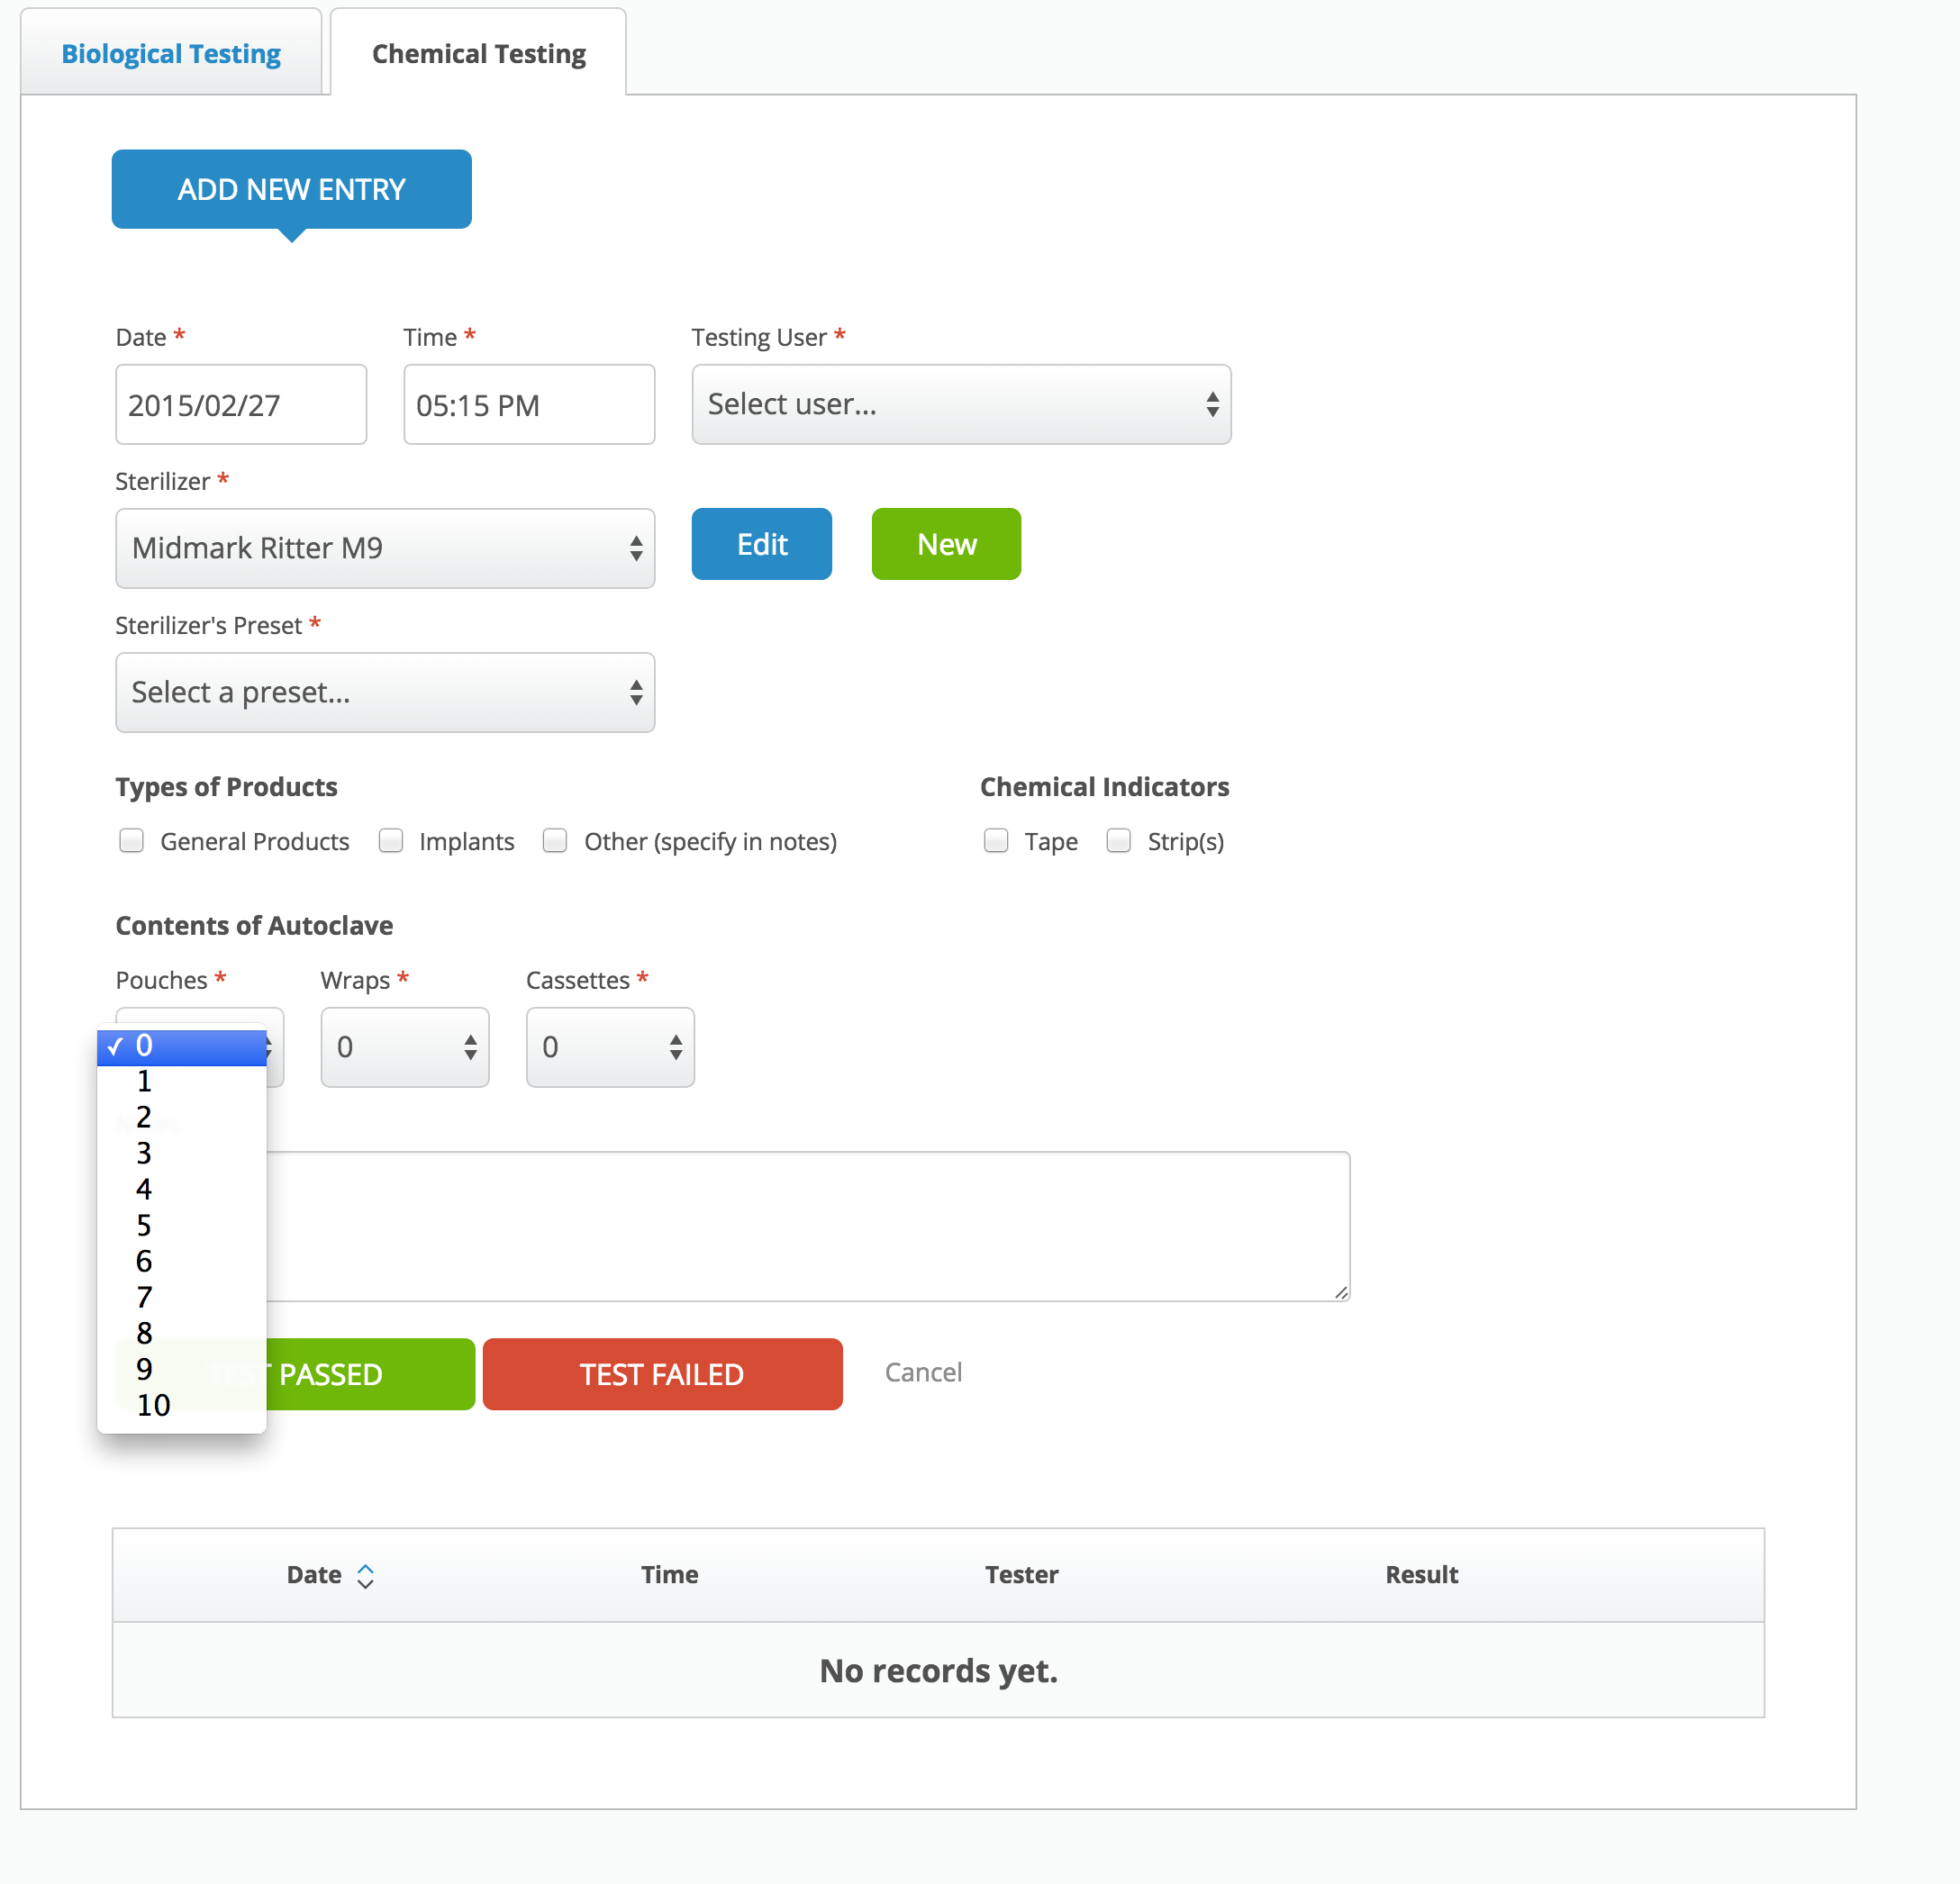 Biological Testing
Chemical Testing
ADD NEW ENTRY
Date * Time * Testing User *
2015/02/27 05:15 PM Select user...
Sterilizer *
Midmark Ritter M9 Edit New
Sterilizer's Preset *
Select a preset...
Types of Products Chemical Indicators
General Products Implants Other (specify in notes) Tape Strip(s)
Contents of Autoclave
Pouches * Wraps * Cassettes *
✓ 0 0 0
1
2
3
4
5
6
7
8
9
10
TEST PASSED TEST FAILED Cancel
Date Time Tester Result
No records yet.